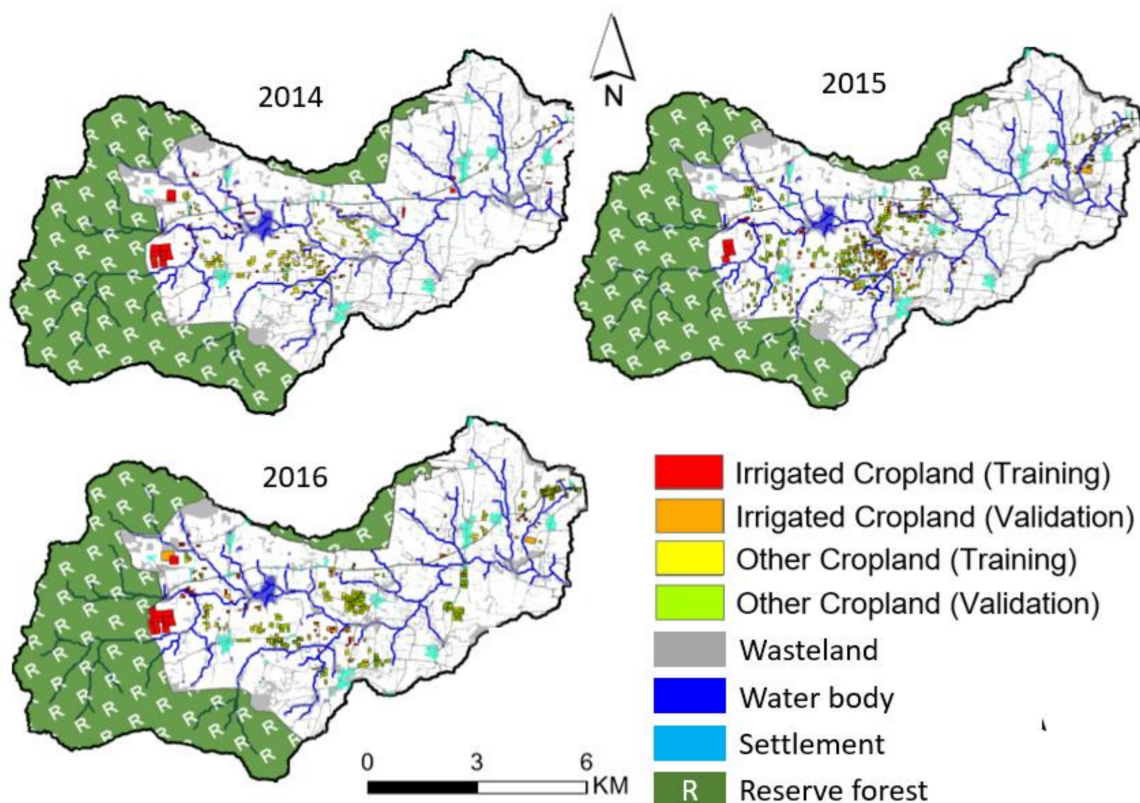 2014
N
2015
2016
Irrigated Cropland (Training)
Irrigated Cropland (Validation)
Other Cropland (Training)
Other Cropland (Validation)
Wasteland
Water body
Settlement
R Reserve forest
0 3 6
KM